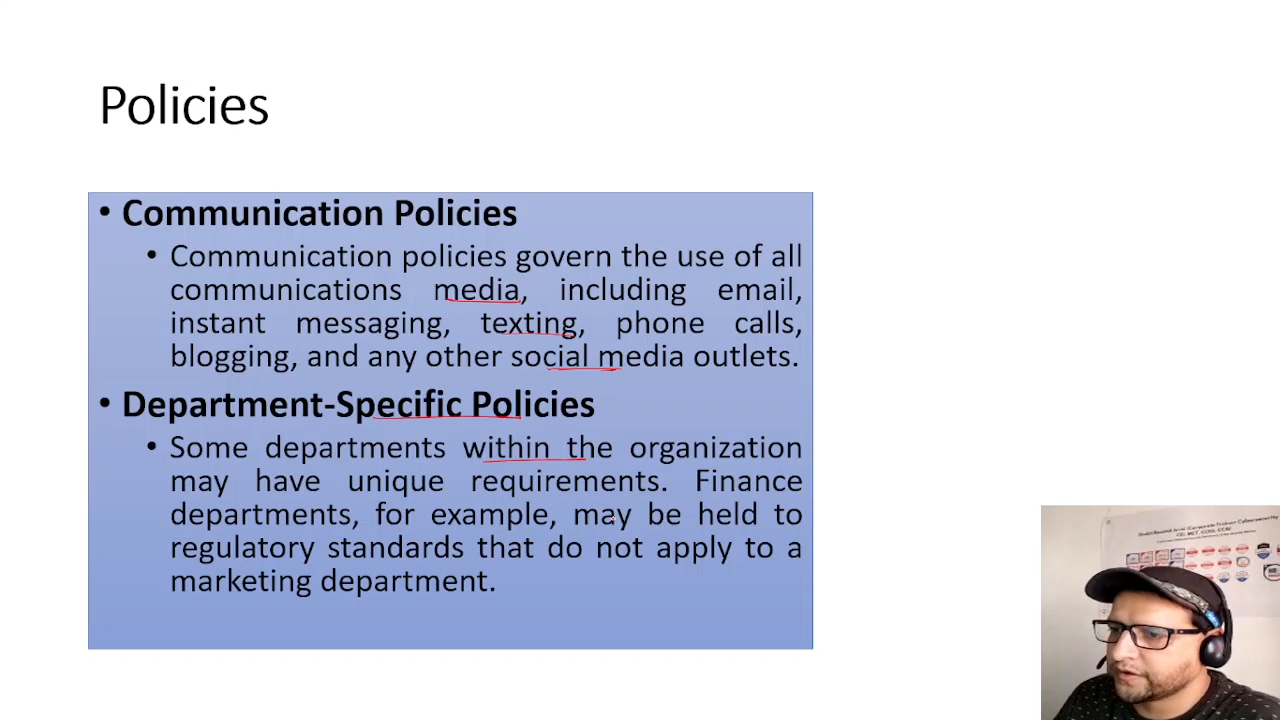 Policies
• Communication Policies
• Communication policies govern the use of all
communications media, including email,
instant messaging, texting, phone calls,
blogging, and any other social media outlets.
• Department-Specific Policies
• Some departments within the organization
may have unique requirements. Finance
departments, for example, may be held to
regulatory standards that do not apply to a
marketing department.